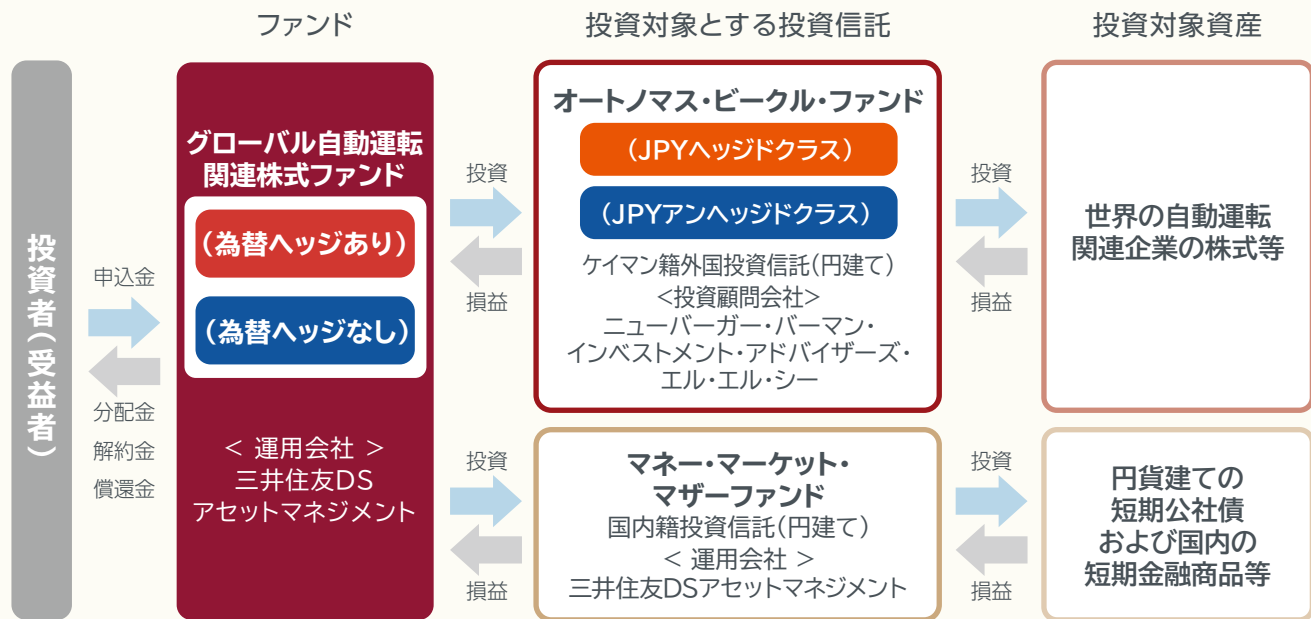 ファンド
投資対象とする投資信託
投資対象資産
投資者(受益者)
申込金
分配金
解約金
償還金
グローバル自動運転
関連株式ファンド
(為替ヘッジあり)
(為替ヘッジなし)
< 運用会社 >
三井住友DS
アセットマネジメント
投資
損益
オートノマス・ビークル・ファンド
(JPYヘッジドクラス)
(JPYアンヘッジドクラス)
ケイマン籍外国投資信託(円建て)
<投資顧問会社>
ニューバーガー・バーマン・
インベストメント・アドバイザーズ・
エル・エル・シー
投資
損益
世界の自動運転
関連企業の株式等
投資
損益
マネー・マーケット・
マザーファンド
国内籍投資信託(円建て)
< 運用会社 >
三井住友DSアセットマネジメント
投資
損益
円貨建ての
短期公社債
および国内の
短期金融商品等